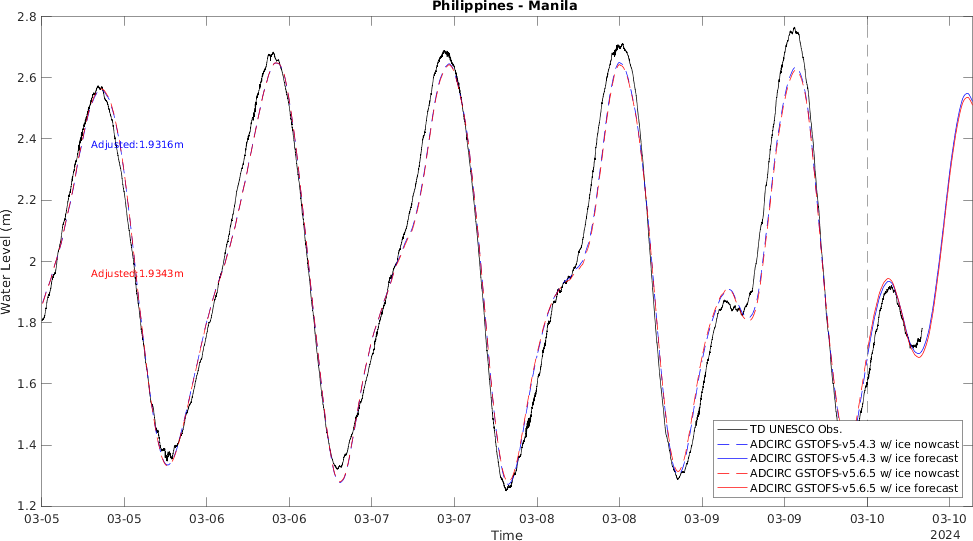 Philippines - Manila
2.8
2.6
2.4
2.2
2
1.8
1.6
1.4
1.2
Water Level (m)
Adjusted:1.9316m
Adjusted:1.9343m
TD UNESCO Obs.
ADCIRC GSTOFS-v5.4.3 w/ ice nowcast
ADCIRC GSTOFS-v5.4.3 w/ ice forecast
ADCIRC GSTOFS-v5.6.5 w/ ice nowcast
ADCIRC GSTOFS-v5.6.5 w/ ice forecast
03-05 03-05 03-06 03-06 03-07 03-07 03-08 03-08 03-09 03-09 03-10 03-10
2024
Time